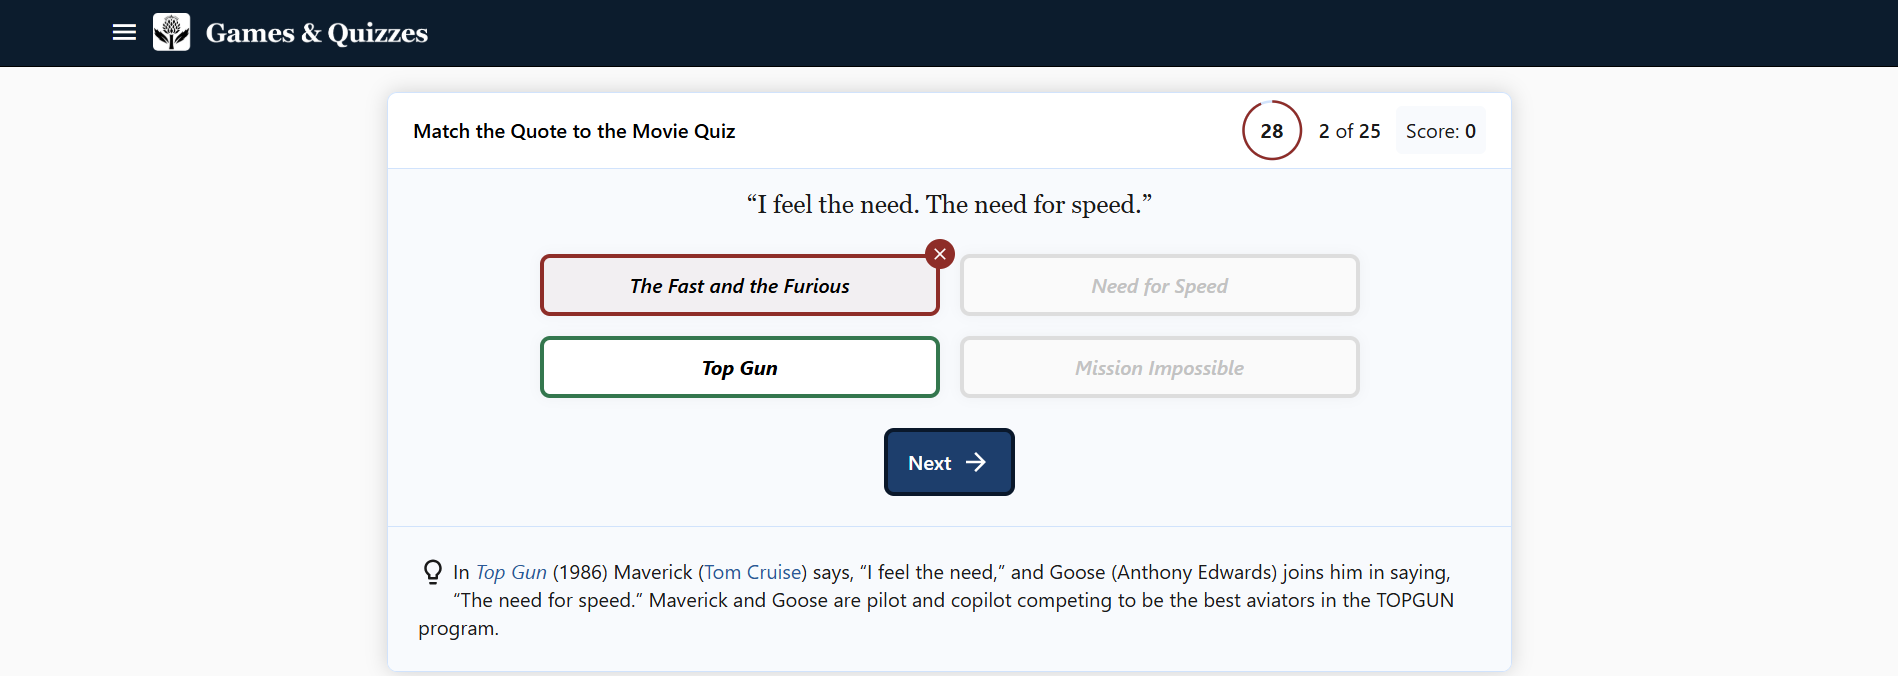 Games & Quizzes
Match the Quote to the Movie Quiz
28
2 of 25
Score: 0
“I feel the need. The need for speed.”
The Fast and the Furious
Need for Speed
Top Gun
Mission Impossible
Next
In Top Gun (1986) Maverick (Tom Cruise) says, “I feel the need,” and Goose (Anthony Edwards) joins him in saying,
“The need for speed.” Maverick and Goose are pilot and copilot competing to be the best aviators in the TOPGUN
program.